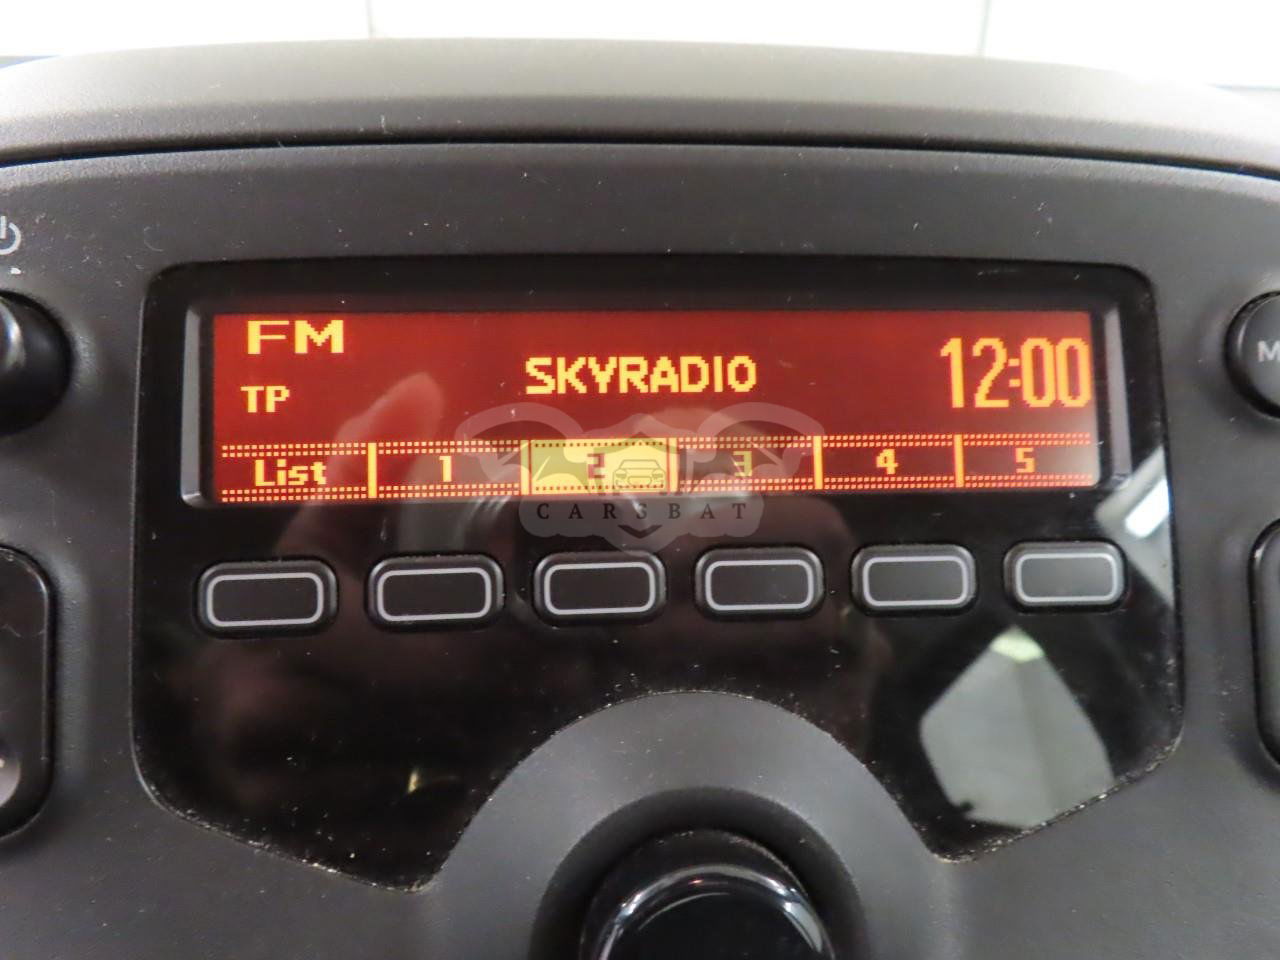 FM
SKYRADIO
12:00
TP
List 1 2 3 4 5
CARSBAT
M